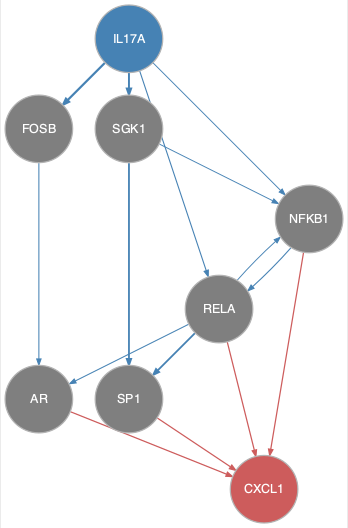 IL17A
FOSB
SGK1
NFKB1
RELA
AR
SP1
CXCL1